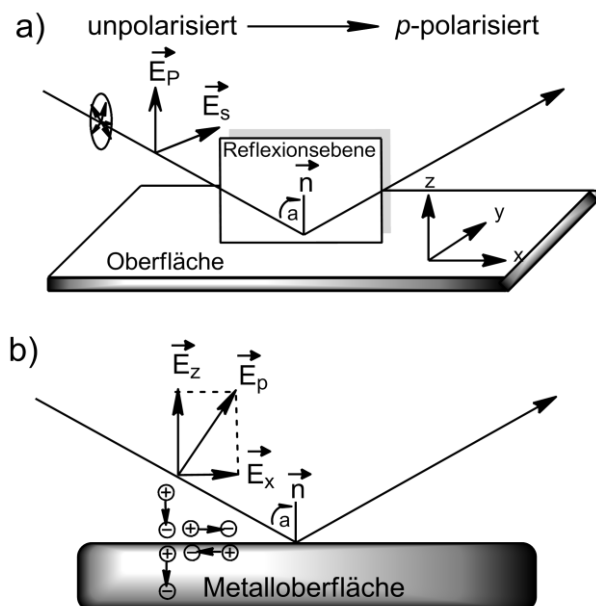 a) unpolarisiert p-polarisiert
E_P
E_s
Reflexionsebene
n
a
z
y
x
Oberfläche
b)
E_z E_p
E_x n
a
+
- + -
+ - +
-
Metalloberfläche